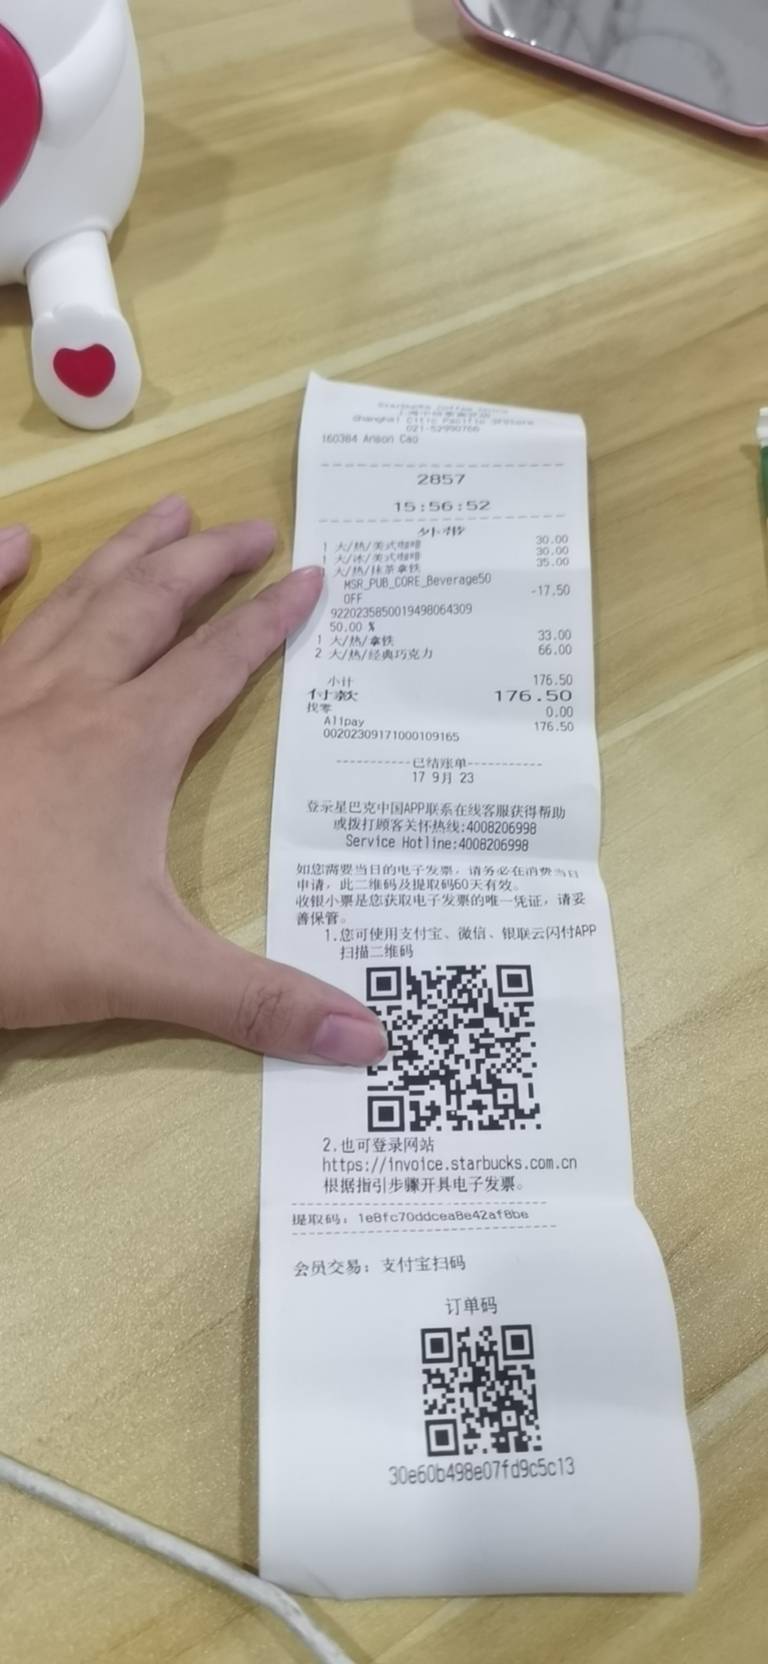 Starbucks Coffee China
Shanghai Citic Pacific SPStore
021-52990766
160384 Anson Cao
2857
15:56:52
外带
1 大/热/美式咖啡 30.00
1 大/冰/美式咖啡 30.00
大/热/抹茶拿铁 35.00
MSR_PUB_CORE_Beverage50
OFF -17.50
9220235850019498064309
50.00 %
1 大/热/拿铁 33.00
2 大/热/经典巧克力 66.00
小计 176.50
付款 176.50
找零 0.00
Alipay 176.50
00202309171000109165
-----------已结账单-----------
17 9月 23
登录星巴克中国APP联系在线客服获得帮助
或拨打顾客关怀热线:4008206998
Service Hotline:4008206998
如您需要当日的电子发票，请务必在消费当日
申请，此二维码及提取码60天有效。
收银小票是您获取电子发票的唯一凭证，请妥
善保管。
1.您可使用支付宝、微信、银联云闪付APP
扫描二维码
2.也可登录网站
https://invoice.starbucks.com.cn
根据指引步骤开具电子发票。
提取码：1e8fc70ddcea8e42af8be
会员交易：支付宝扫码
订单码
30e60b498e07fd9c5c13